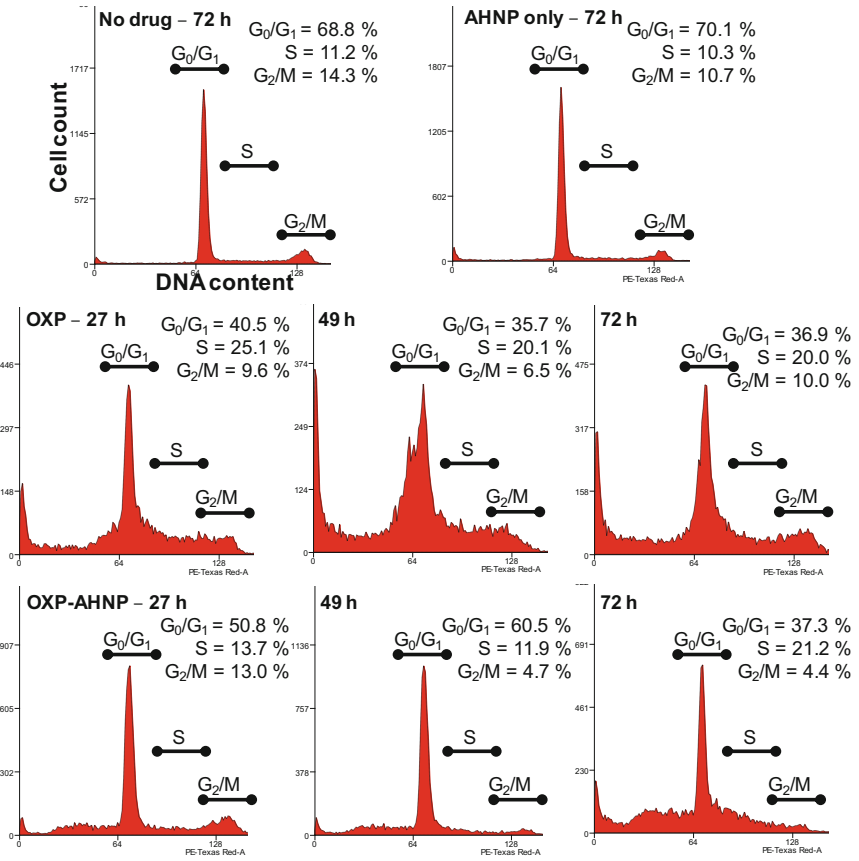 No drug – 72 h
G₀/G₁ = 68.8 %
S = 11.2 %
G₂/M = 14.3 %
G₀/G₁
S
G₂/M
Cell count
1717
1145
572
0
0
64
128
DNA content
AHNP only – 72 h
G₀/G₁ = 70.1 %
S = 10.3 %
G₂/M = 10.7 %
G₀/G₁
S
G₂/M
1807
1205
602
0
0
64
128
PE-Texas Red-A
OXP – 27 h
G₀/G₁ = 40.5 %
S = 25.1 %
G₂/M = 9.6 %
G₀/G₁
S
G₂/M
446
297
148
0
0
64
128
PE-Texas Red-A
49 h
G₀/G₁ = 35.7 %
S = 20.1 %
G₂/M = 6.5 %
G₀/G₁
S
G₂/M
374
249
124
0
0
64
128
PE-Texas Red-A
72 h
G₀/G₁ = 36.9 %
S = 20.0 %
G₂/M = 10.0 %
G₀/G₁
S
G₂/M
475
317
158
0
0
64
128
PE-Texas Red-A
OXP-AHNP – 27 h
G₀/G₁ = 50.8 %
S = 13.7 %
G₂/M = 13.0 %
G₀/G₁
S
G₂/M
907
605
302
0
0
64
128
PE-Texas Red-A
49 h
G₀/G₁ = 60.5 %
S = 11.9 %
G₂/M = 4.7 %
G₀/G₁
S
G₂/M
1136
757
378
0
0
64
128
PE-Texas Red-A
72 h
G₀/G₁ = 37.3 %
S = 21.2 %
G₂/M = 4.4 %
G₀/G₁
S
G₂/M
691
461
230
0
0
64
128
PE-Texas Red-A